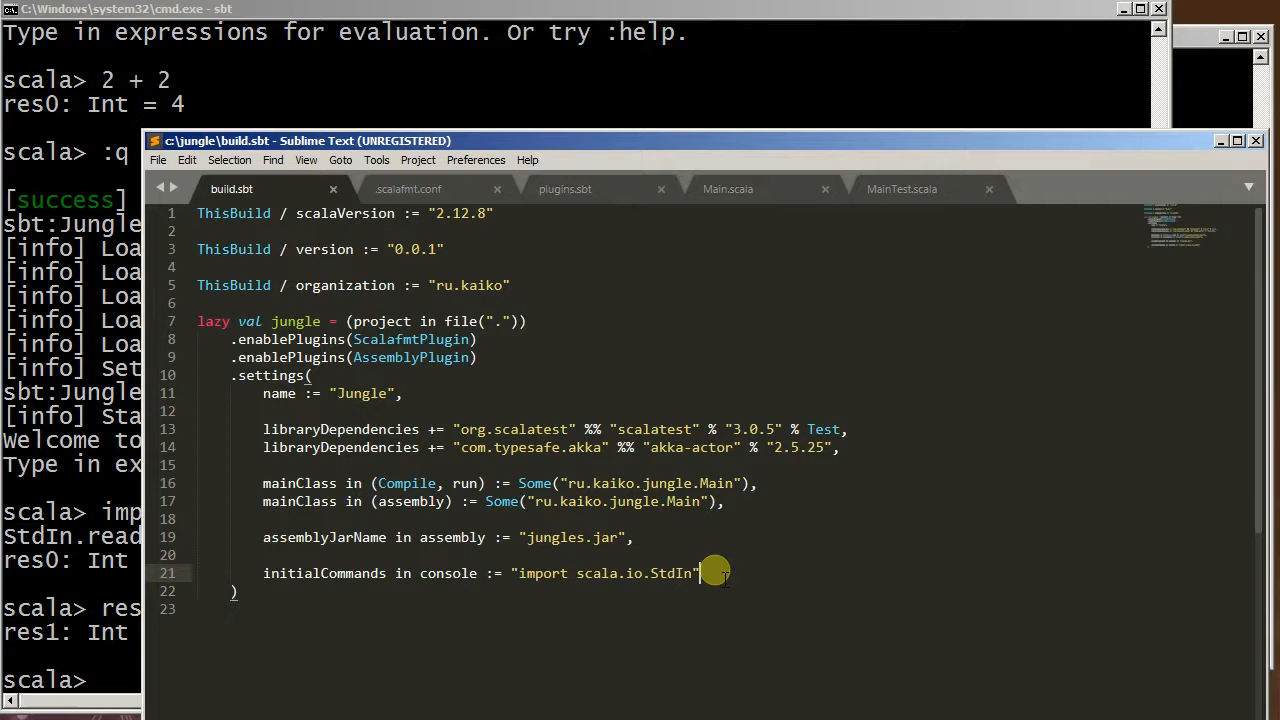 C:\Windows\system32\cmd.exe - sbt
Type in expressions for evaluation. Or try :help.
scala> 2 + 2
res0: Int = 4
scala> :q
[success]
sbt:Jungle
[info] Loa
[info] Loa
[info] Loa
[info] Loa
[info] Loa
[info] Set
sbt:Jungle
[info] Sta
Welcome to
Type in ex
scala> imp
StdIn.read
res0: Int
scala> res
res1: Int
scala>
c:\jungle\build.sbt - Sublime Text (UNREGISTERED)
File Edit Selection Find View Goto Tools Project Preferences Help
build.sbt .scalafmt.conf plugins.sbt Main.scala MainTest.scala
1 ThisBuild / scalaVersion := "2.12.8"
2
3 ThisBuild / version := "0.0.1"
4
5 ThisBuild / organization := "ru.kaiko"
6
7 lazy val jungle = (project in file("."))
8 .enablePlugins(ScalafmtPlugin)
9 .enablePlugins(AssemblyPlugin)
10 .settings(
11 name := "Jungle",
12
13 libraryDependencies += "org.scalatest" %% "scalatest" % "3.0.5" % Test,
14 libraryDependencies += "com.typesafe.akka" %% "akka-actor" % "2.5.25",
15
16 mainClass in (Compile, run) := Some("ru.kaiko.jungle.Main"),
17 mainClass in (assembly) := Some("ru.kaiko.jungle.Main"),
18
19 assemblyJarName in assembly := "jungles.jar",
20
21 initialCommands in console := "import scala.io.StdIn"
22 )
23